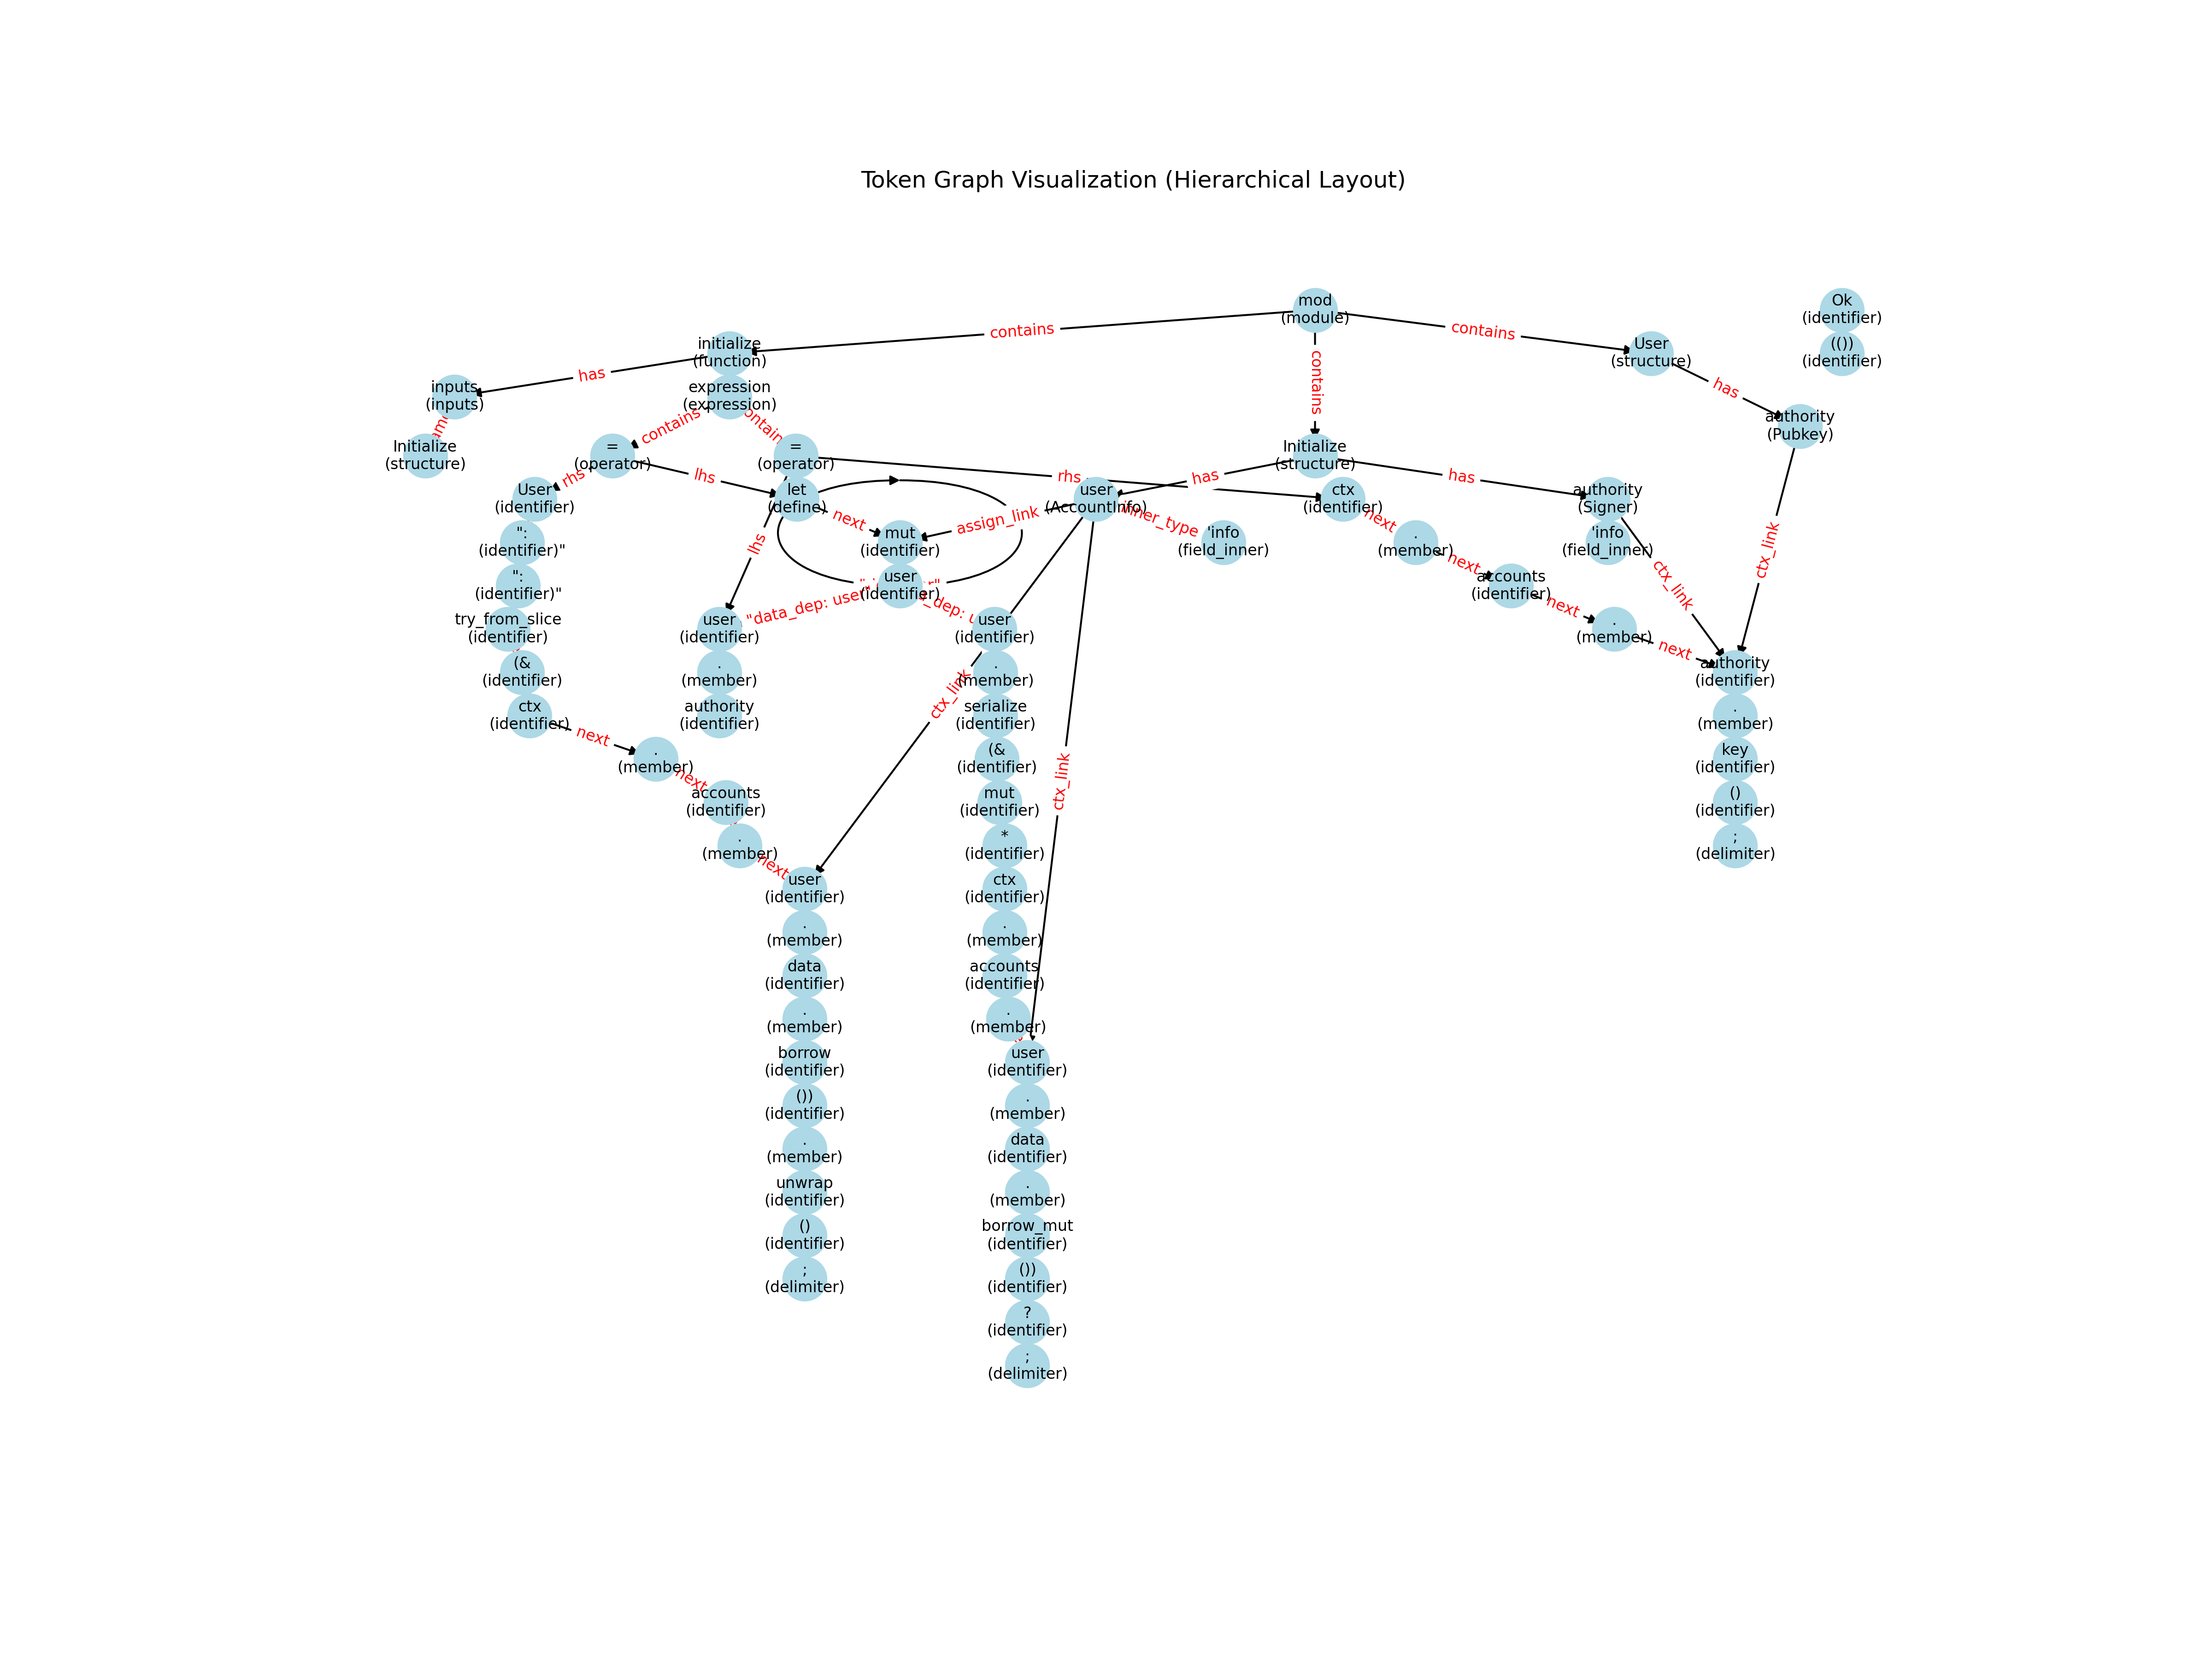 Token Graph Visualization (Hierarchical Layout)
mod
(module)
Ok
(identifier)
contains
contains
contains
initialize
(function)
User
(structure)
(())
(identifier)
has
has
inputs
(inputs)
expression
(expression)
authority
(Pubkey)
contains
Initialize
(structure)
=
(operator)
=
(operator)
Initialize
(structure)
rhs
lhs
rhs
has
has
User
(identifier)
let
(define)
user
(AccountInfo)
ctx
(identifier)
authority
(Signer)
next
assign_link
inner_type
next
ctx_link
lhs
":
(identifier)"
mut
(identifier)
'info
(field_inner)
.
(member)
'info
(field_inner)
next
ctx_link
":
(identifier)"
user
(identifier)
accounts
(identifier)
"data_dep: user"
next
try_from_slice
(identifier)
user
(identifier)
user
(identifier)
.
(member)
next
(&
(identifier)
.
(member)
.
(member)
authority
(identifier)
ctx_link
ctx
(identifier)
authority
(identifier)
serialize
(identifier)
.
(member)
next
.
(member)
(&
(identifier)
key
(identifier)
next
ctx_link
accounts
(identifier)
mut
(identifier)
()
(identifier)
.
(member)
*
(identifier)
;
(delimiter)
next
user
(identifier)
ctx
(identifier)
.
(member)
.
(member)
data
(identifier)
accounts
(identifier)
.
(member)
.
(member)
borrow
(identifier)
user
(identifier)
())
(identifier)
.
(member)
.
(member)
data
(identifier)
unwrap
(identifier)
.
(member)
()
(identifier)
borrow_mut
(identifier)
;
(delimiter)
())
(identifier)
?
(identifier)
;
(delimiter)